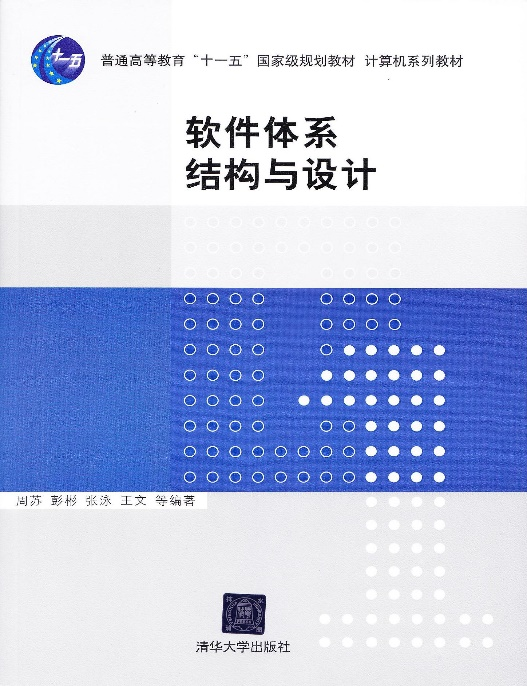 十一五
普通高等教育“十一五”国家级规划教材 计算机系列教材
软件体系
结构与设计
周苏 彭彬 张泳 王文 等编著
清华大学出版社